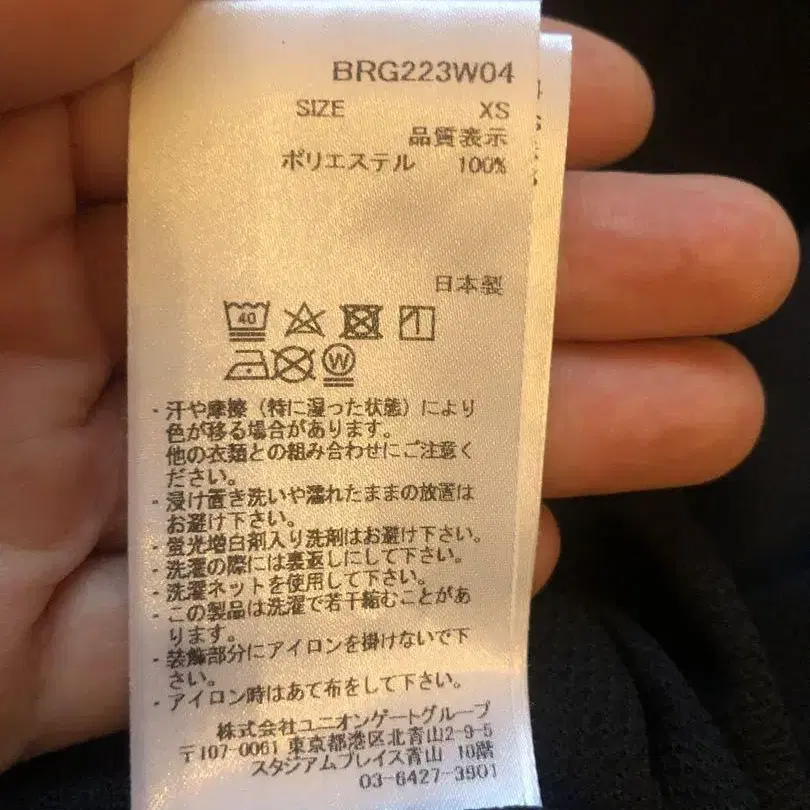 BRG223W04
SIZE XS
品質表示
ポリエステル 100%
日本製
40
W
・汗や摩擦（特に湿った状態）により
色が移る場合があります。
他の衣類との組み合わせにご注意く
ださい。
・浸け置き洗いや濡れたままの放置は
お避け下さい。
・蛍光増白剤入り洗剤はお避け下さい。
・洗濯の際には裏返しにして下さい。
・洗濯ネットを使用して下さい。
・この製品は洗濯で若干縮むことがあ
ります。
・装飾部分にアイロンを掛けないで下
さい。
・アイロン時はあて布をして下さい。
株式会社ユニオンゲートグループ
〒107-0061 東京都港区北青山2-9-5
スタジアムプレイス青山 10階
03-6427-3901